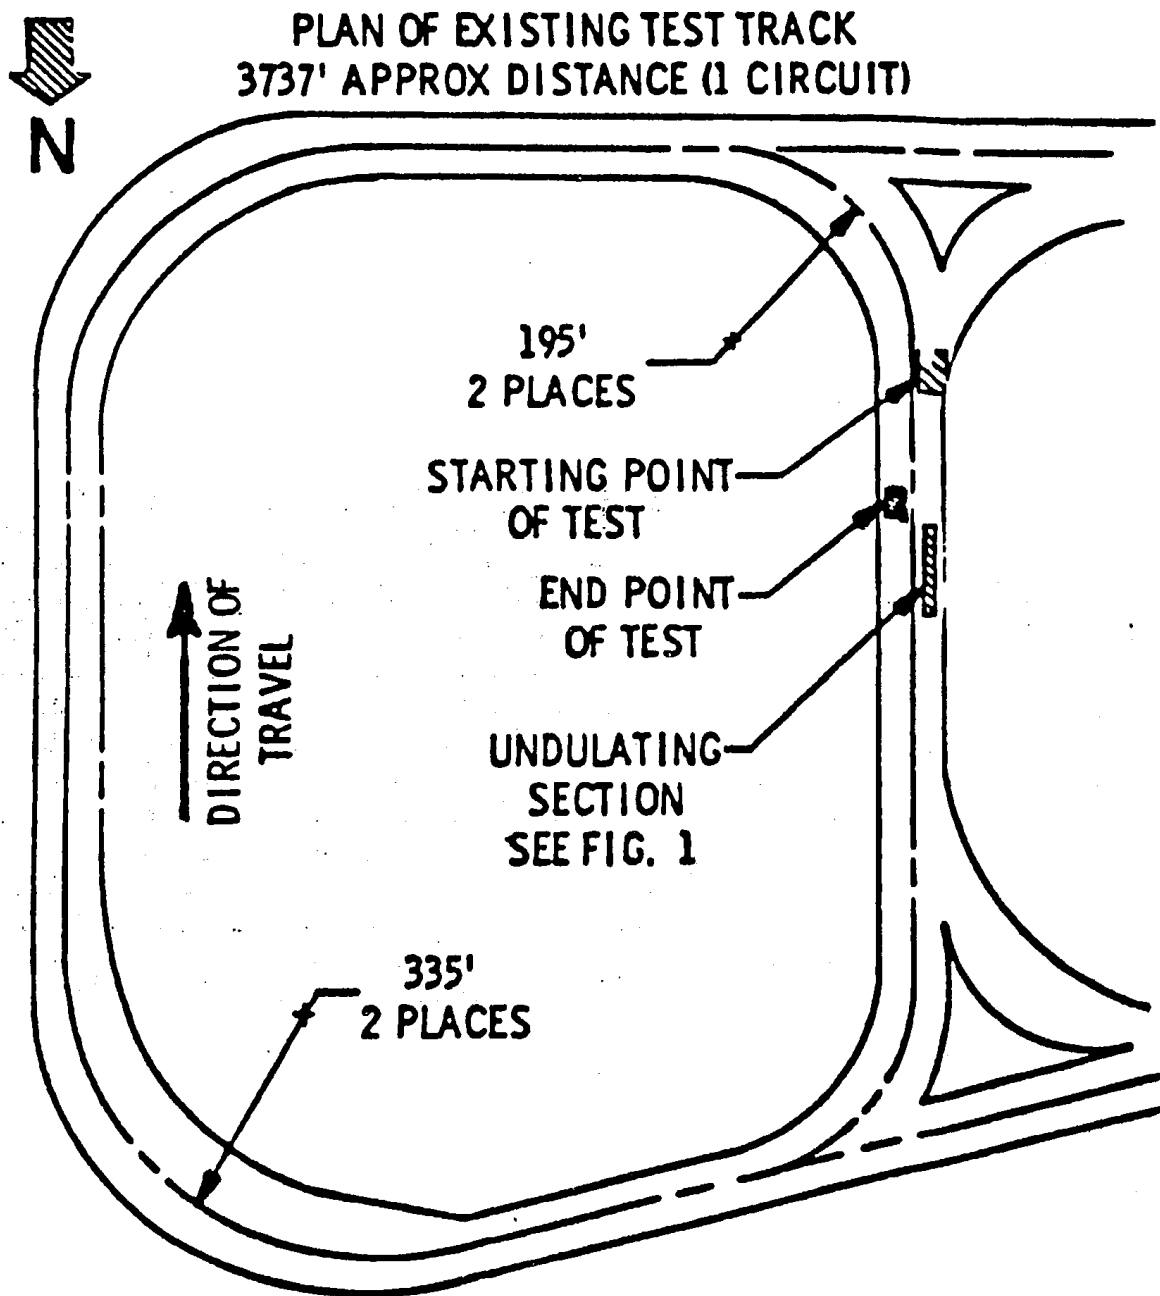 PLAN OF EXISTING TEST TRACK
3737' APPROX DISTANCE (1 CIRCUIT)
N
195'
2 PLACES
STARTING POINT
OF TEST
END POINT
OF TEST
DIRECTION OF
TRAVEL
UNDULATING
SECTION
SEE FIG. 1
335'
2 PLACES